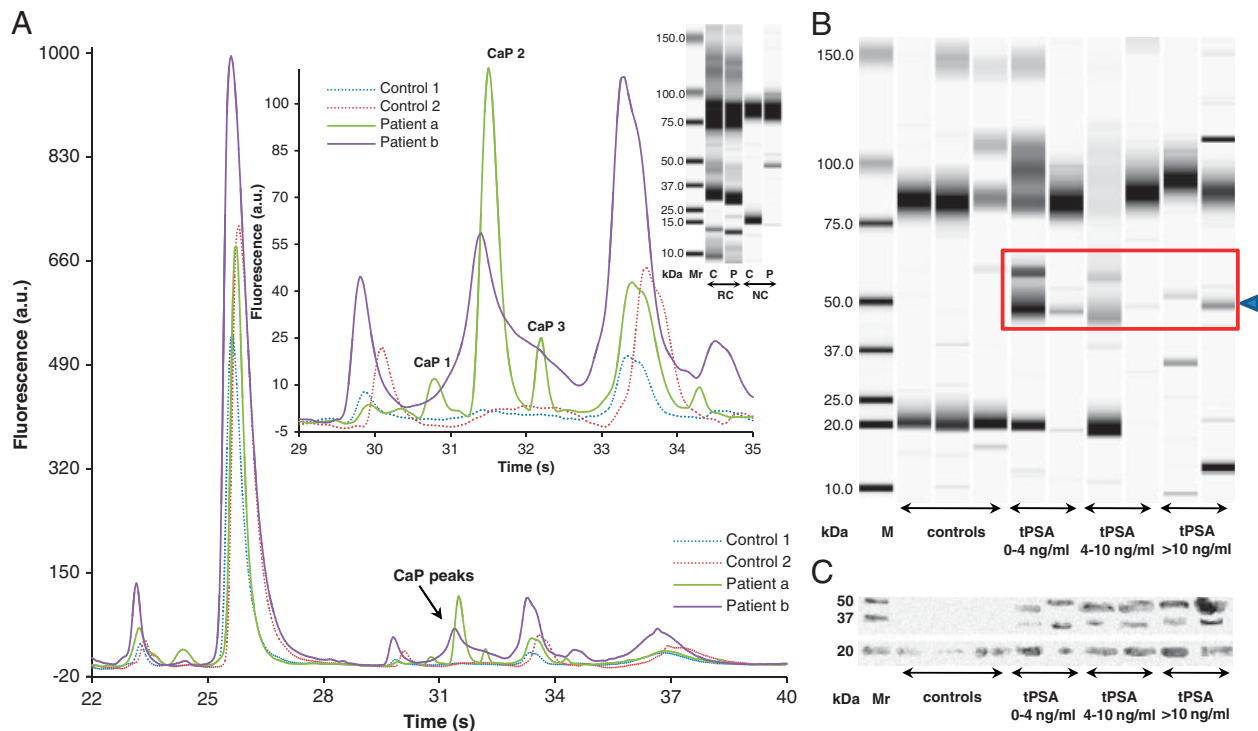 A
1000
830
660
490
320
150
-20
22
25
28
31
34
37
40
Fluorescence (a.u.)
Time (s)
CaP peaks
Control 1
Control 2
Patient a
Patient b
Control 1
Control 2
Patient a
Patient b
100
85
70
55
40
25
10
-5
29
30
31
32
33
34
35
Fluorescence (a.u.)
Time (s)
CaP 1
CaP 2
CaP 3
150.0
100.0
75.0
50.0
37.0
25.0
15.0
10.0
kDa Mr C P C P
RC NC
B
150.0
100.0
75.0
50.0
37.0
25.0
20.0
10.0
kDa M controls tPSA tPSA tPSA
0-4 ng/ml 4-10 ng/ml >10 ng/ml
C
50
37
20
kDa Mr controls tPSA tPSA tPSA
0-4 ng/ml 4-10 ng/ml >10 ng/ml